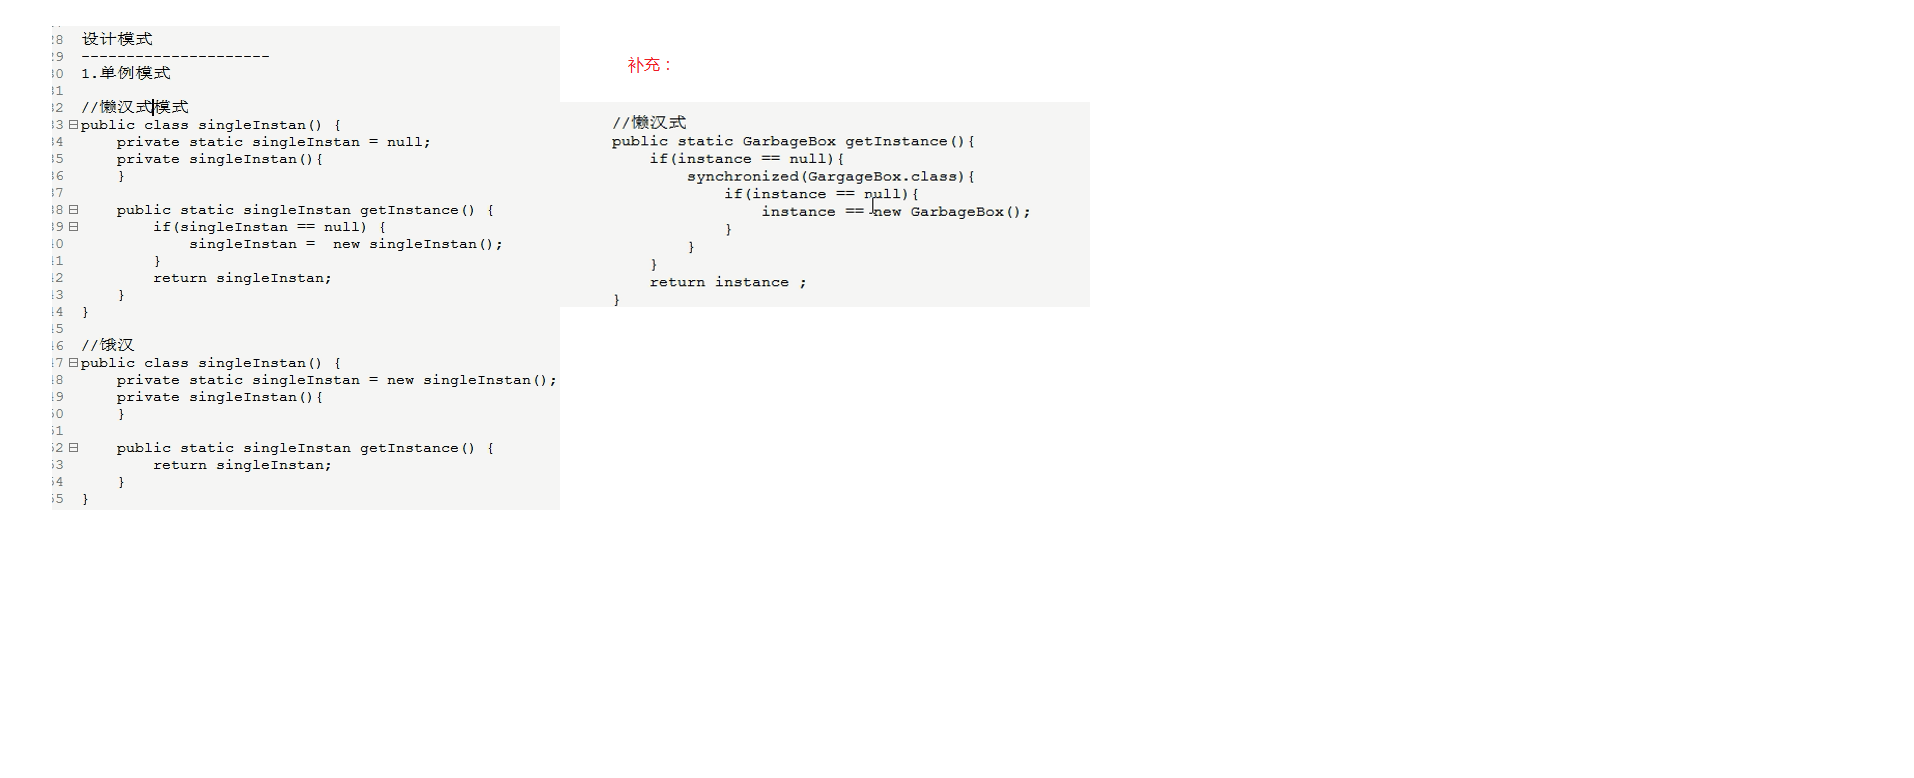 28 设计模式
29 ---------------------
30 1.单例模式
31
32 //懒汉式模式
33 public class singleInstan() {
34 private static singleInstan = null;
35 private singleInstan(){
36 }
37
38 public static singleInstan getInstance() {
39 if(singleInstan == null) {
40 singleInstan = new singleInstan();
41 }
42 return singleInstan;
43 }
44 }
45
46 //饿汉
47 public class singleInstan() {
48 private static singleInstan = new singleInstan();
49 private singleInstan(){
50 }
51
52 public static singleInstan getInstance() {
53 return singleInstan;
54 }
55 }
补充：
//懒汉式
public static GarbageBox getInstance(){
if(instance == null){
synchronized(GargageBox.class){
if(instance == null){
instance == new GarbageBox();
}
}
}
return instance ;
}